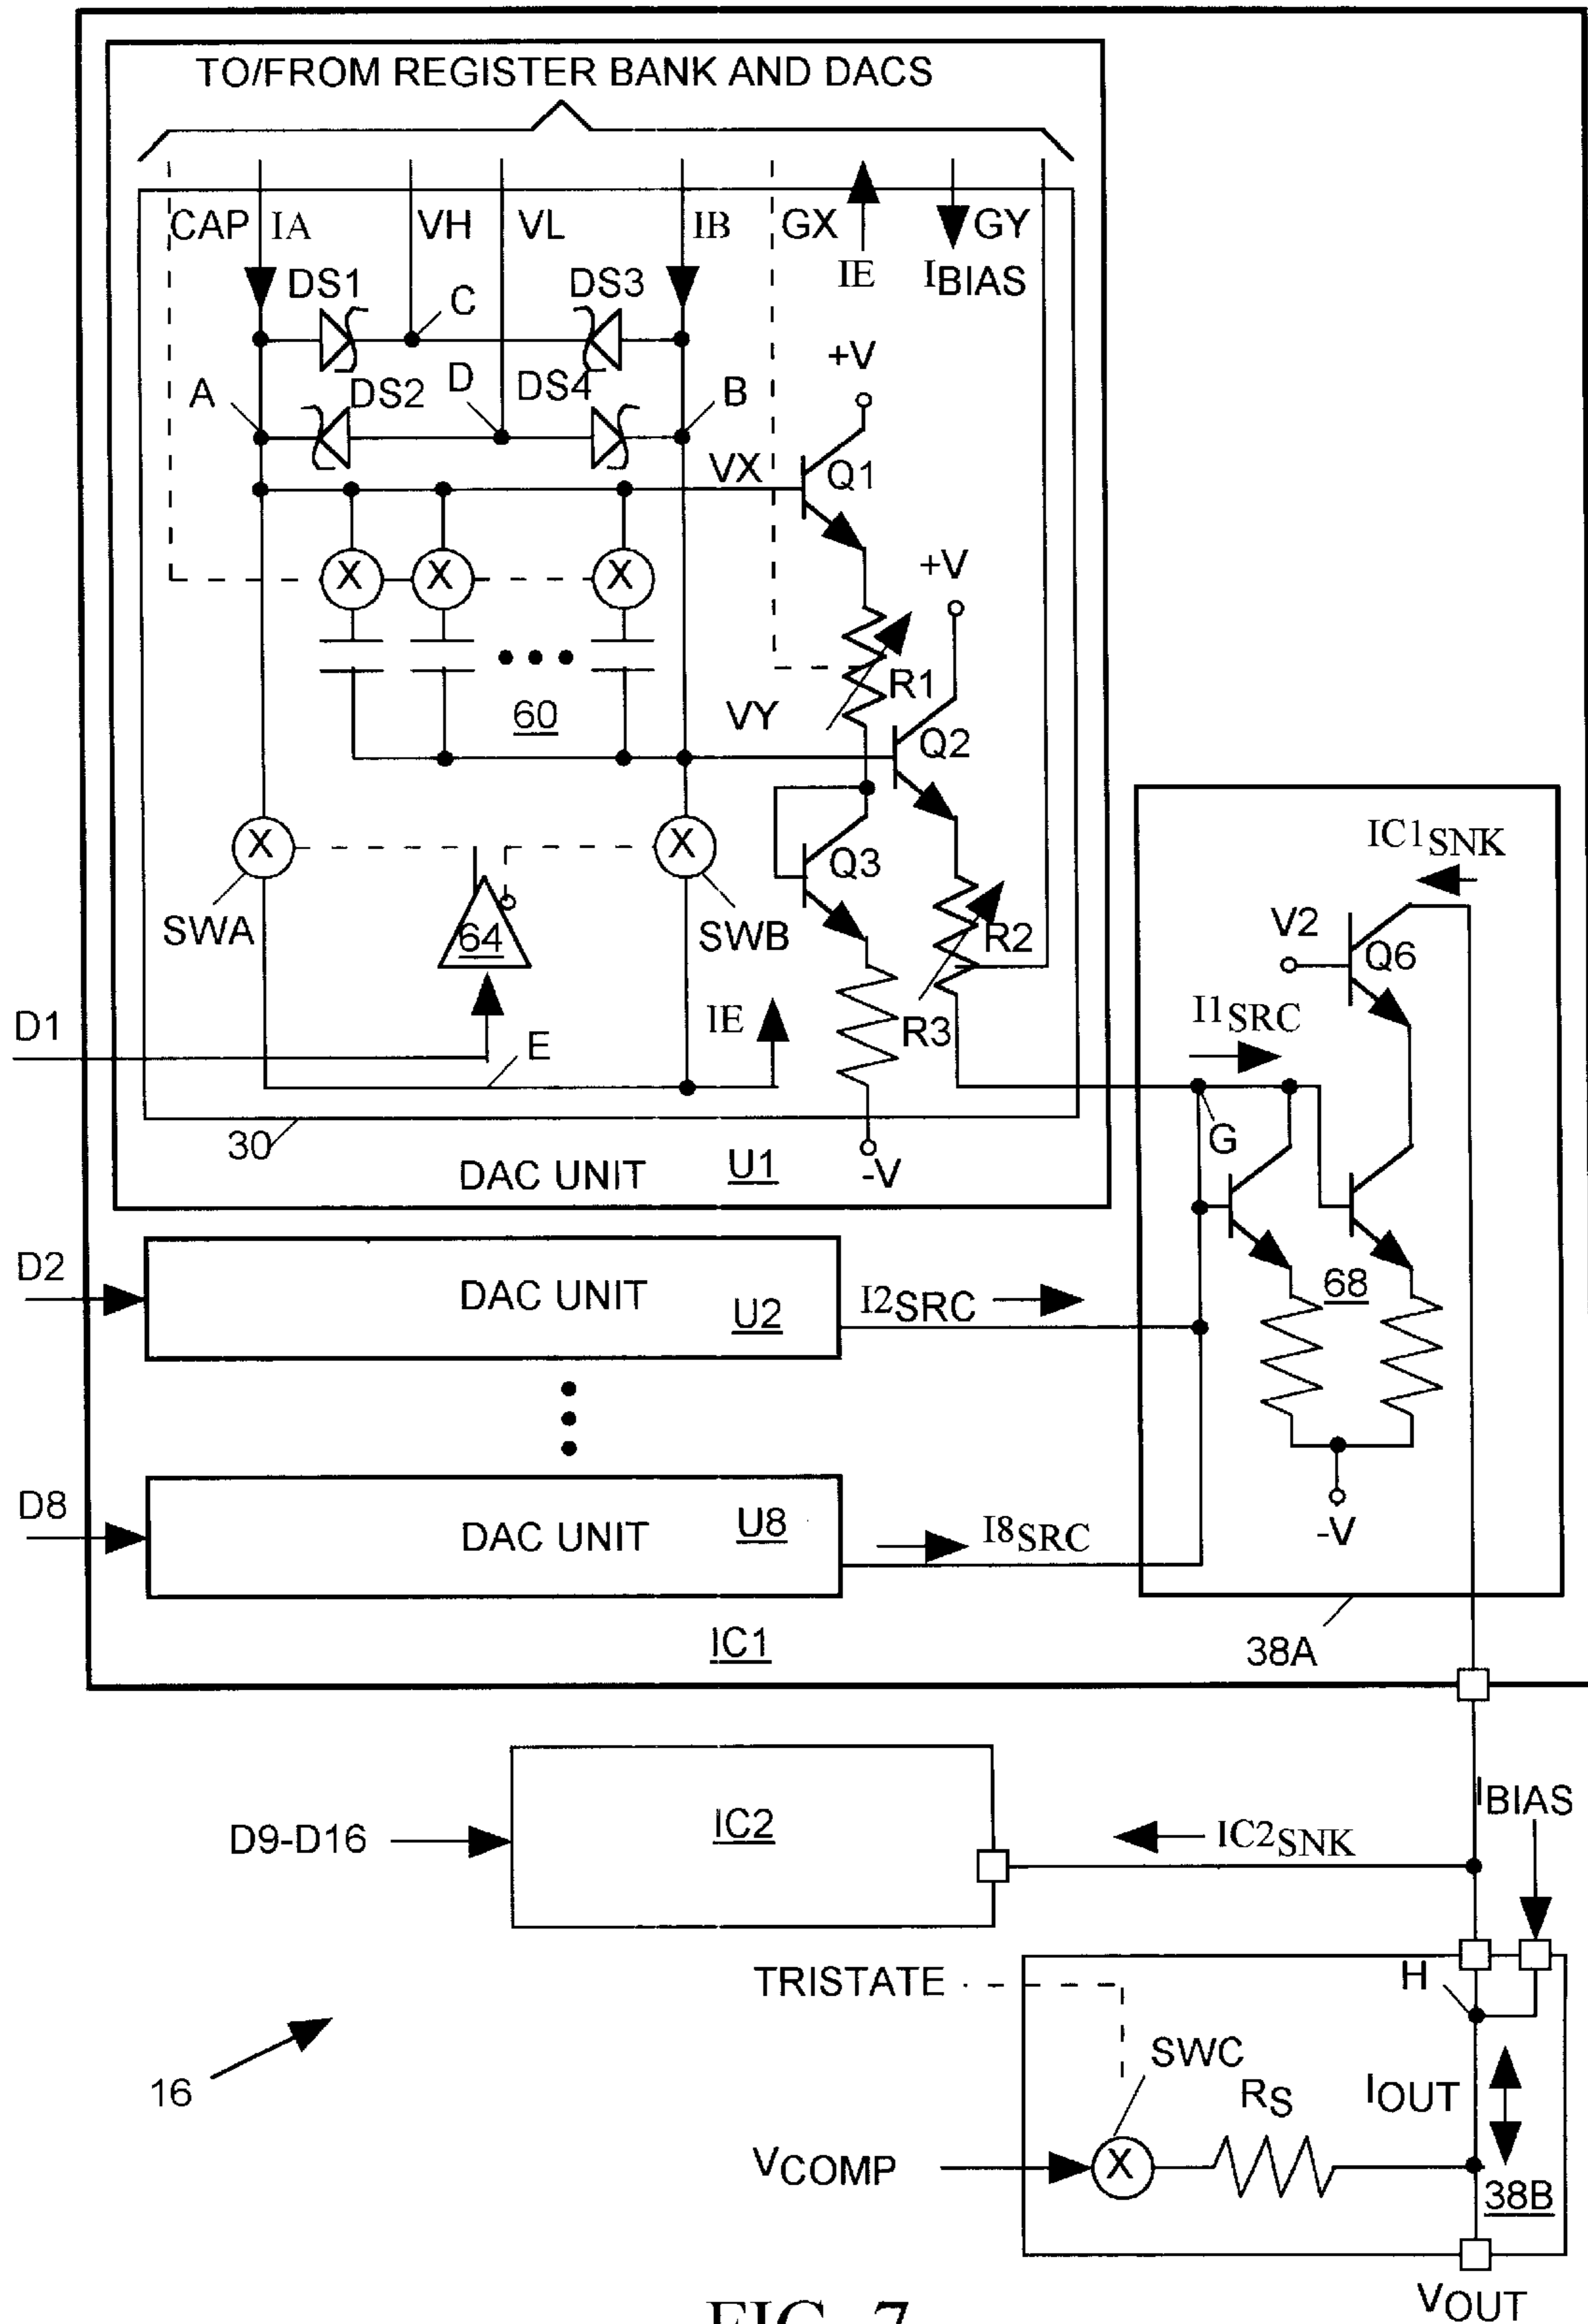 TO/FROM REGISTER BANK AND DACS
CAP IA VH VL IB GX IE IBIAS GY
DS1 C DS3
+V
A DS2 D DS4 B
VX Q1
X X X
+V
R1
60 VY
Q2
X X
Q3
IC1SNK
SWA 64 SWB R2
V2 Q6
D1 E IE R3 I1SRC
30 G
DAC UNIT U1 -V
D2 DAC UNIT U2 I2SRC 68
D8 DAC UNIT U8 I8SRC -V
IC1 38A
IBIAS
D9-D16 IC2 IC2SNK
TRISTATE H
16 SWC RS IOUT
VCOMP X 38B
VOUT
FIG. 7